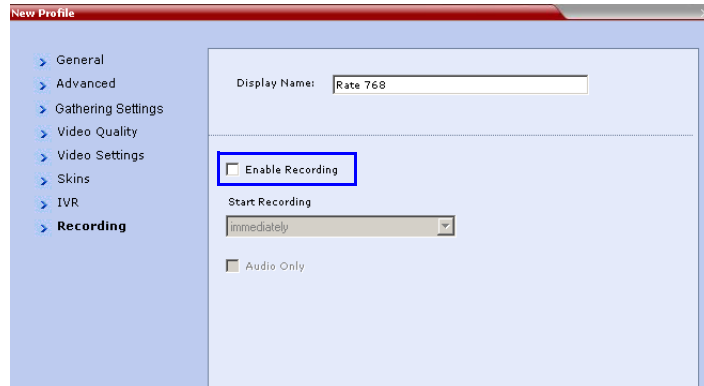 New Profile
General
Advanced
Gathering Settings
Video Quality
Video Settings
Skins
IVR
Recording
Display Name: Rate 768
Enable Recording
Start Recording
immediately
Audio Only